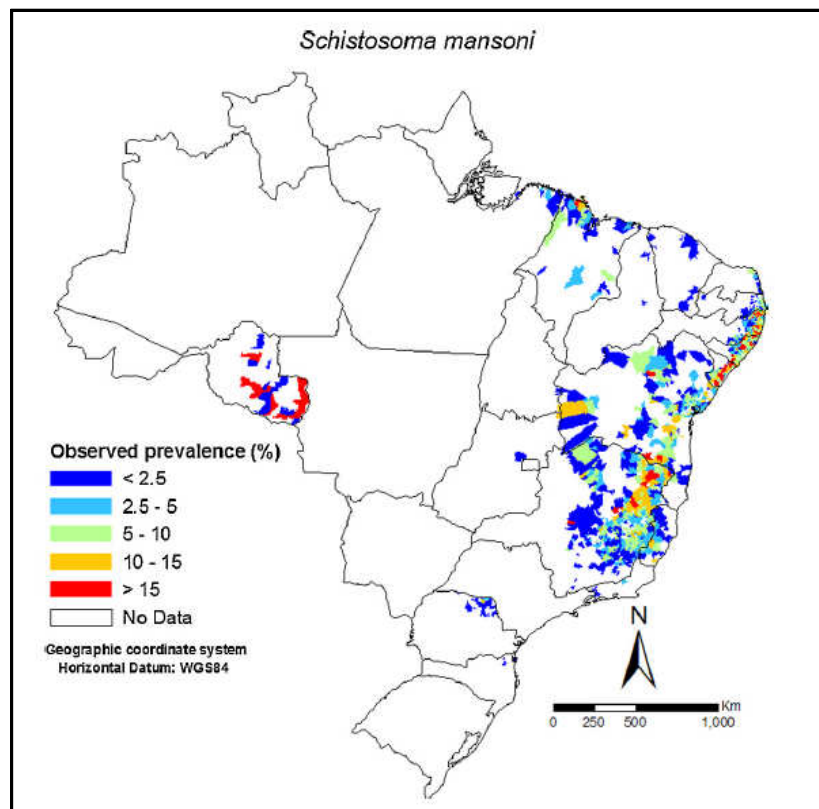 Schistosoma mansoni
Observed prevalence (%)
< 2.5
2.5 - 5
5 - 10
10 - 15
> 15
No Data
Geographic coordinate system
Horizontal Datum: WGS84
N
Km
0 250 500 1,000